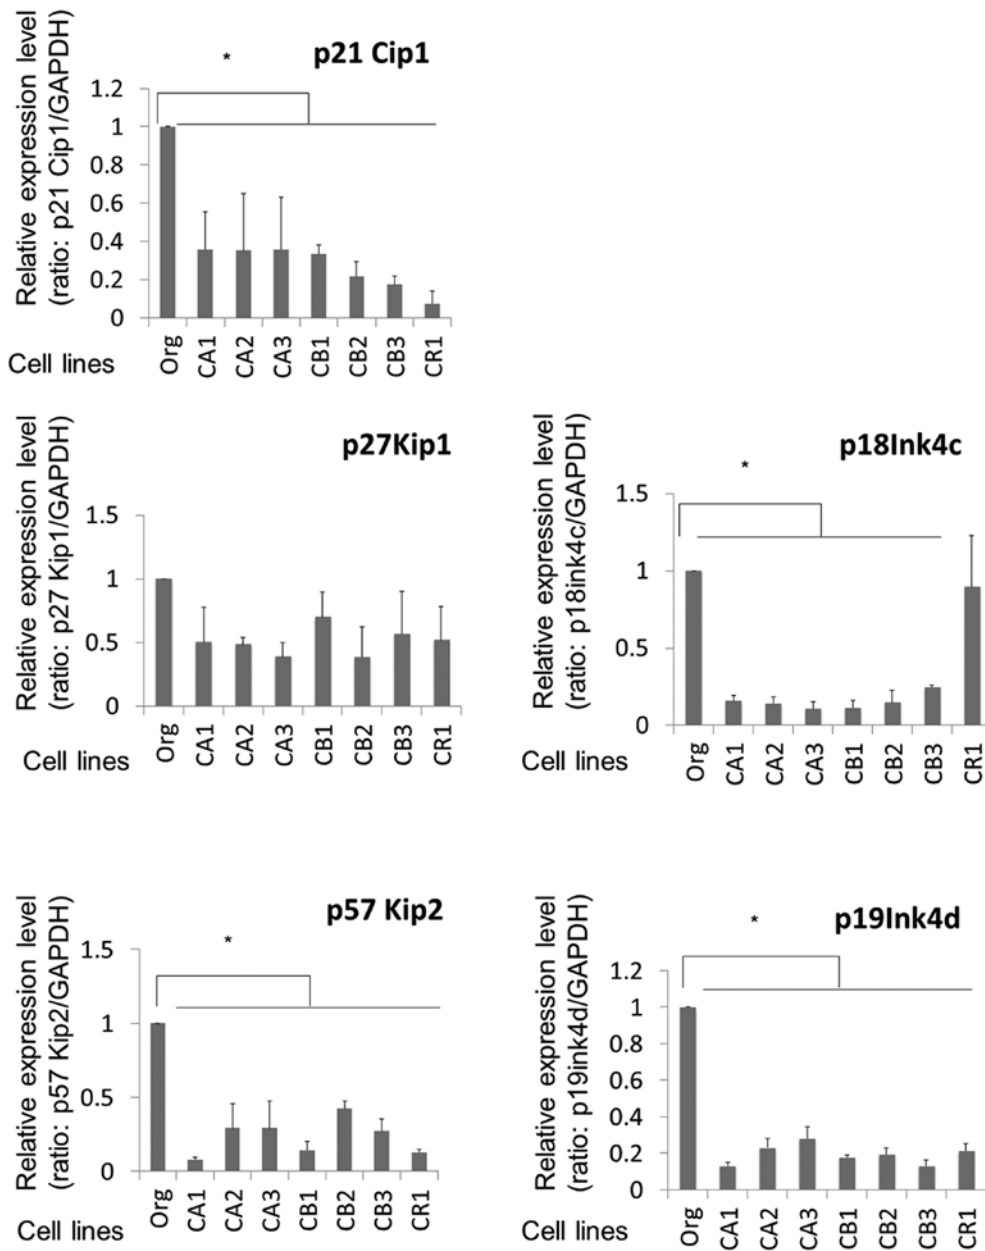 p21 Cip1
*
Relative expression level
(ratio: p21 Cip1/GAPDH)
1.2
1
0.8
0.6
0.4
0.2
0
Cell lines
Org CA1 CA2 CA3 CB1 CB2 CB3 CR1
p27Kip1
Relative expression level
(ratio: p27 Kip1/GAPDH)
1.5
1
0.5
0
Cell lines
Org CA1 CA2 CA3 CB1 CB2 CB3 CR1
p18Ink4c
*
Relative expression level
(ratio: p18ink4c/GAPDH)
1.5
1
0.5
0
Cell lines
Org CA1 CA2 CA3 CB1 CB2 CB3 CR1
p57 Kip2
*
Relative expression level
(ratio: p57 Kip2/GAPDH)
1.5
1
0.5
0
Cell lines
Org CA1 CA2 CA3 CB1 CB2 CB3 CR1
p19Ink4d
*
Relative expression level
(ratio: p19ink4d/GAPDH)
1.2
1
0.8
0.6
0.4
0.2
0
Cell lines
Org CA1 CA2 CA3 CB1 CB2 CB3 CR1